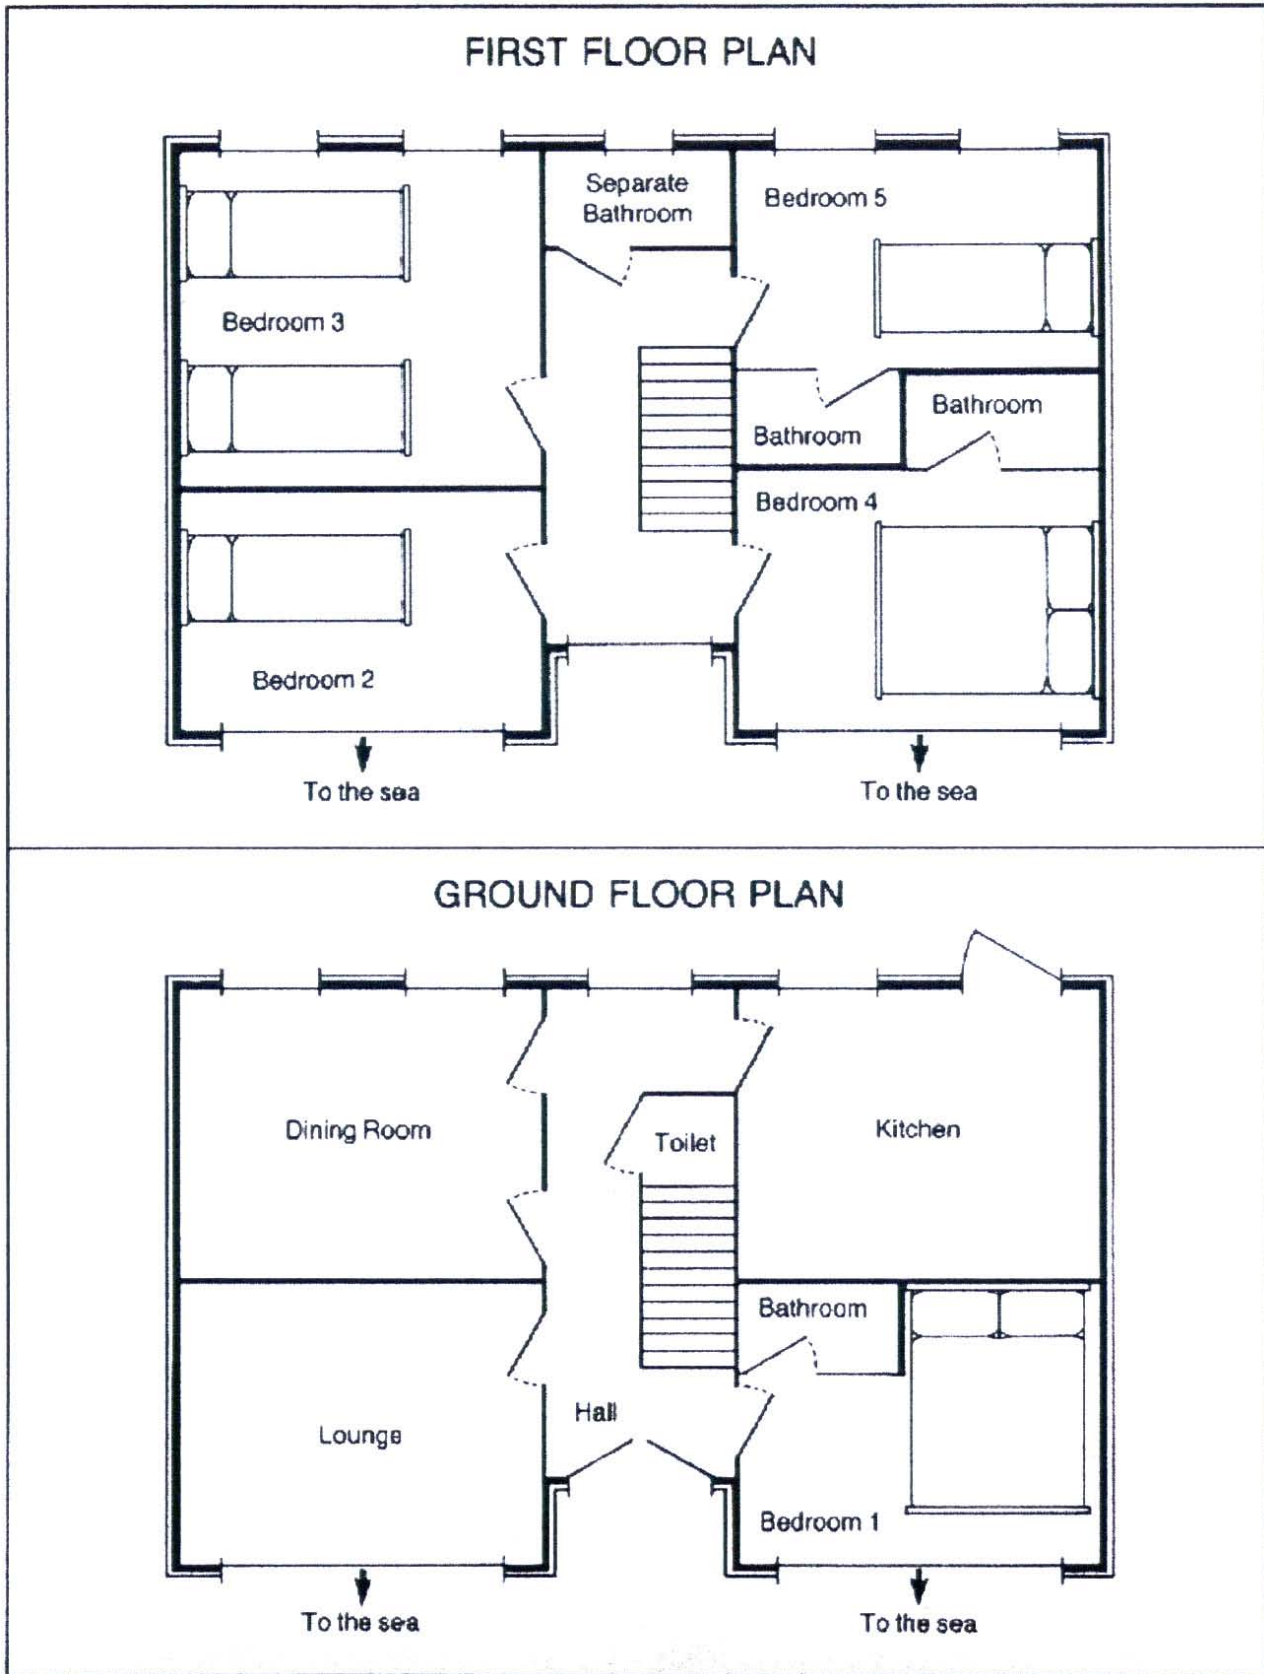 FIRST FLOOR PLAN
Separate
Bathroom
Bedroom 5
Bedroom 3
Bathroom
Bathroom
Bedroom 4
Bedroom 2
To the sea
To the sea
GROUND FLOOR PLAN
Dining Room
Toilet
Kitchen
Bathroom
Hall
Lounge
Bedroom 1
To the sea
To the sea